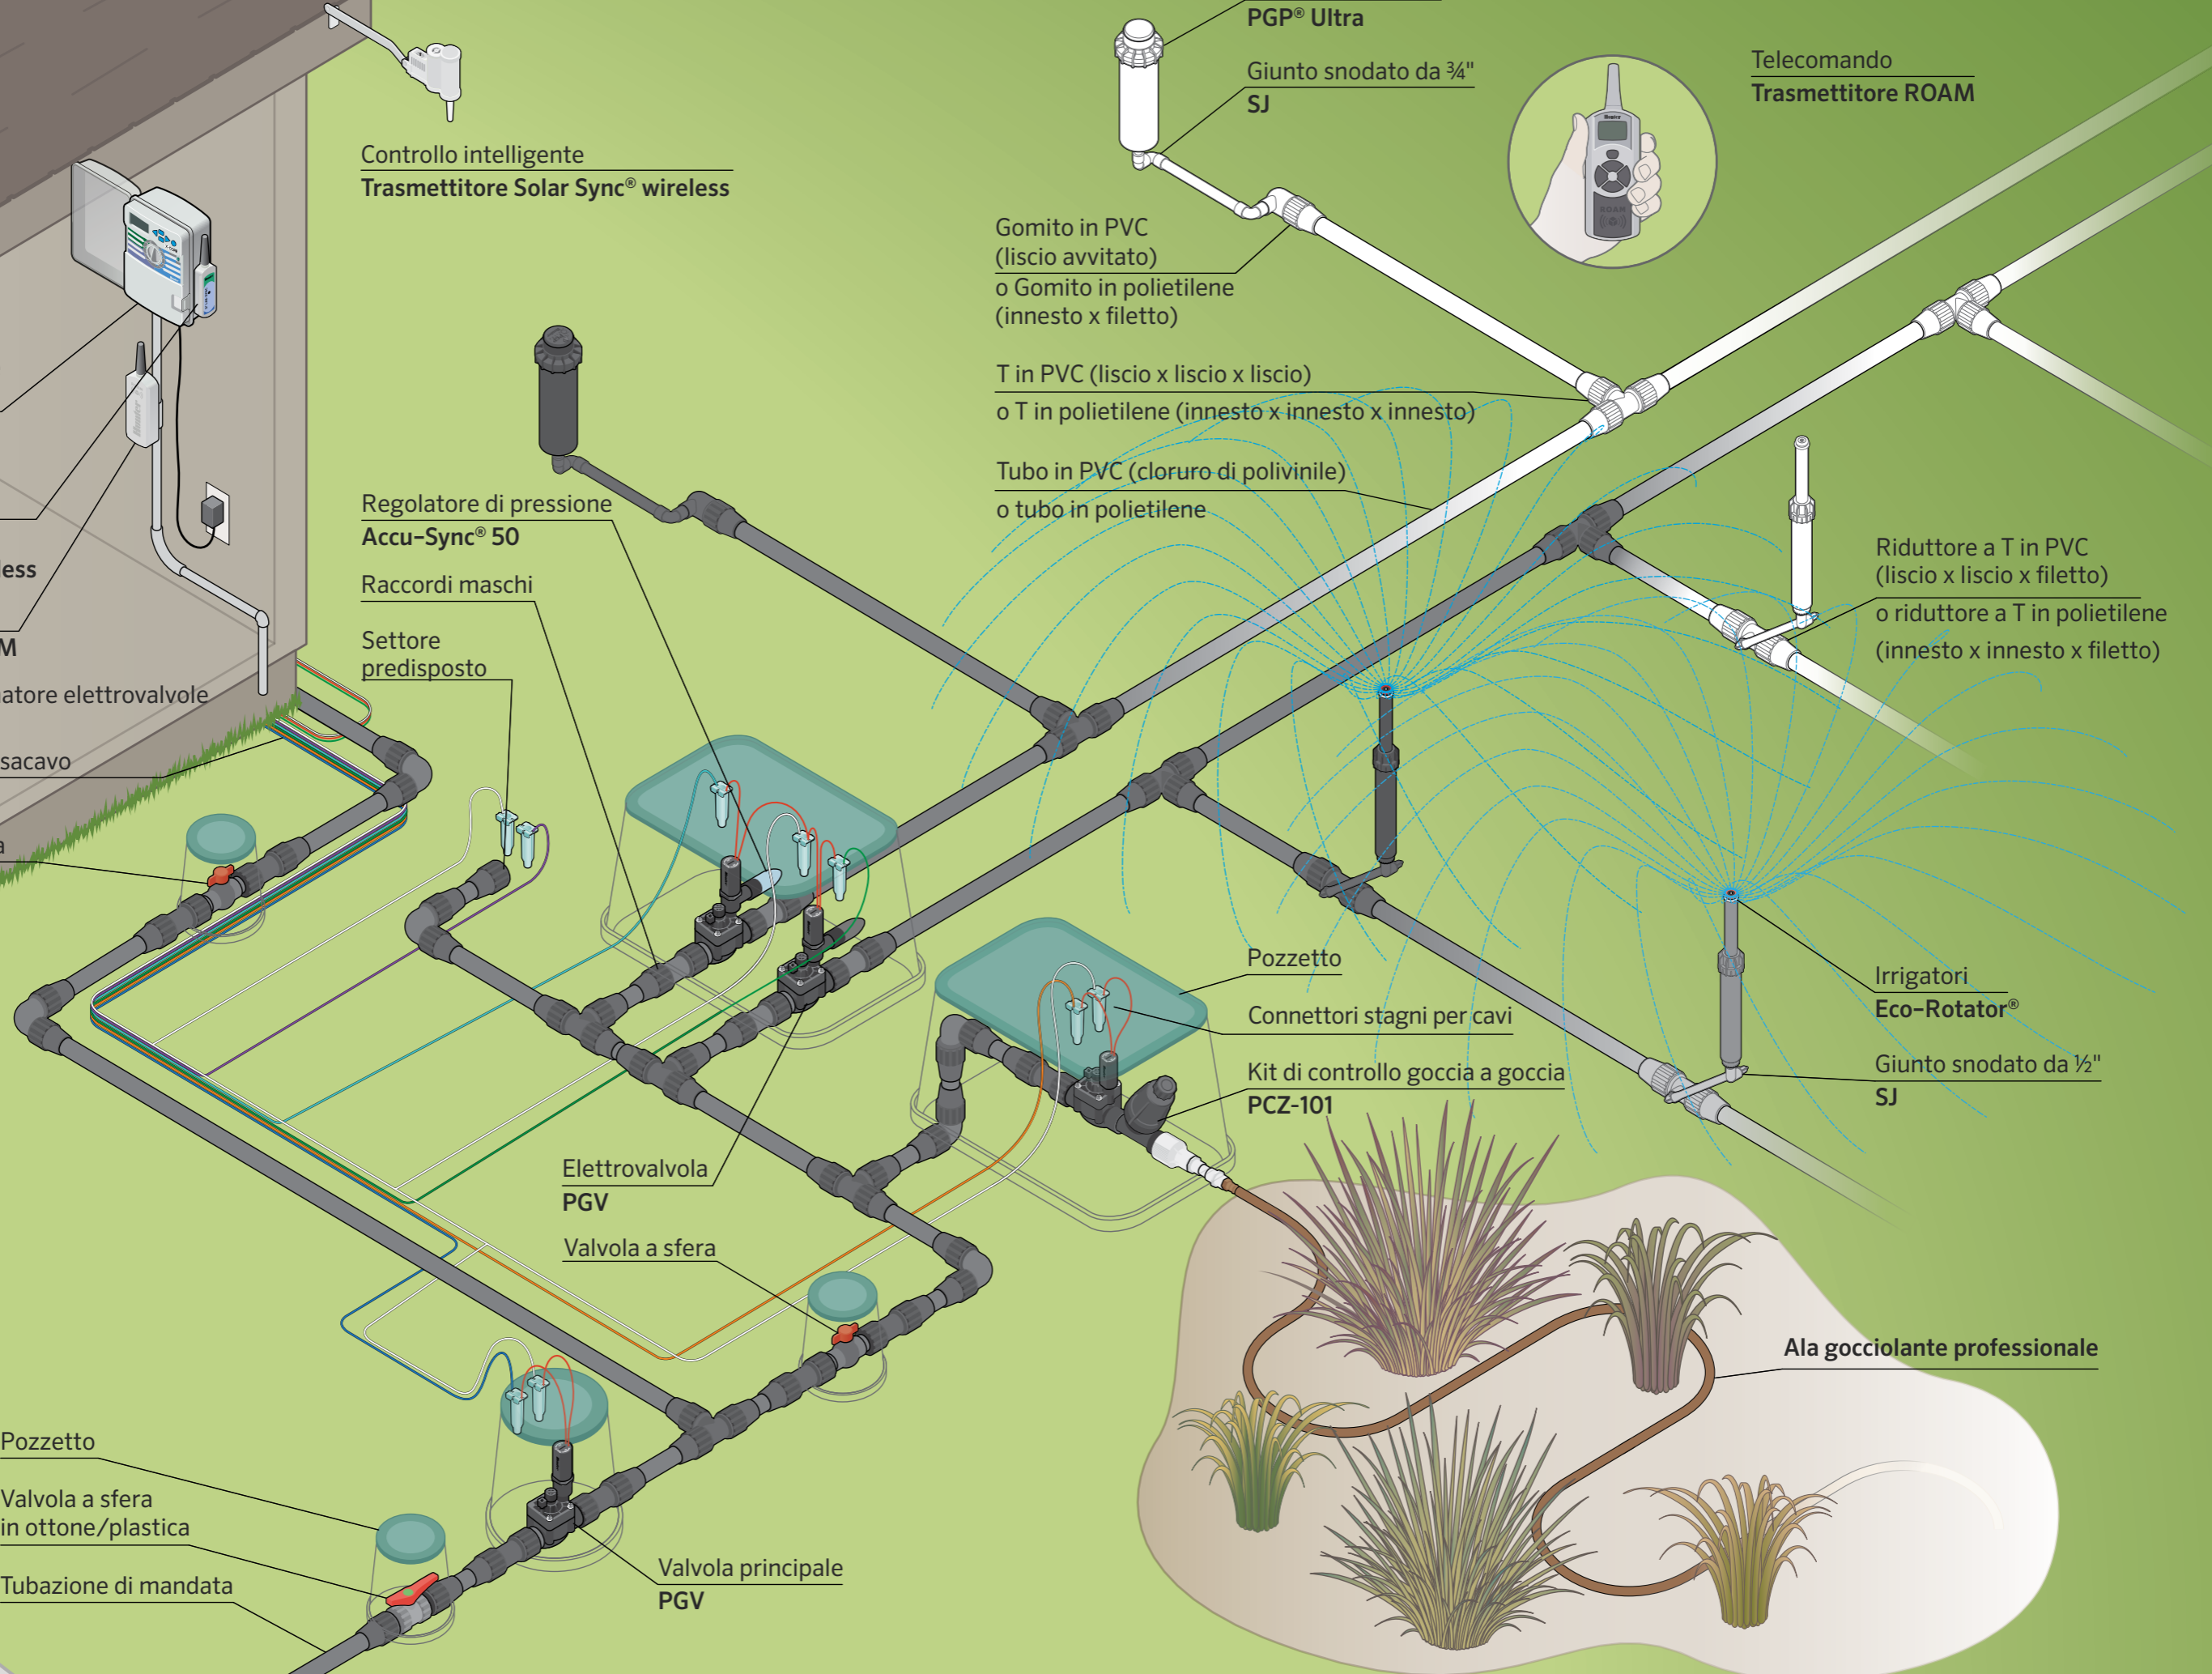 PGP® Ultra
Giunto snodato da ¾"
SJ
Telecomando
Trasmettitore ROAM
Controllo intelligente
Trasmettitore Solar Sync® wireless
Gomito in PVC
(liscio avvitato)
o Gomito in polietilene
(innesto x filetto)
T in PVC (liscio x liscio x liscio)
o T in polietilene (innesto x innesto x innesto)
Tubo in PVC (cloruro di polivinile)
o tubo in polietilene
Regolatore di pressione
Accu-Sync® 50
Raccordi maschi
Settore
predisposto
less
M
atore elettrovalvole
sacavo
a
Riduttore a T in PVC
(liscio x liscio x filetto)
o riduttore a T in polietilene
(innesto x innesto x filetto)
Irrigatori
Eco-Rotator®
Giunto snodato da ½"
SJ
Pozzetto
Connettori stagni per cavi
Kit di controllo goccia a goccia
PCZ-101
Elettrovalvola
PGV
Valvola a sfera
Ala gocciolante professionale
Pozzetto
Valvola a sfera
in ottone/plastica
Tubazione di mandata
Valvola principale
PGV
Hunter
ROAM
Hunter